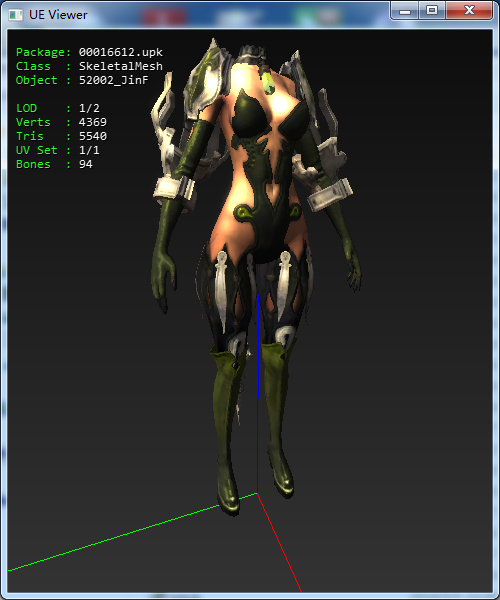 UE Viewer
Package: 00016612.upk
Class : SkeletalMesh
Object : 52002_JinF
LOD : 1/2
Verts : 4369
Tris : 5540
UV Set : 1/1
Bones : 94